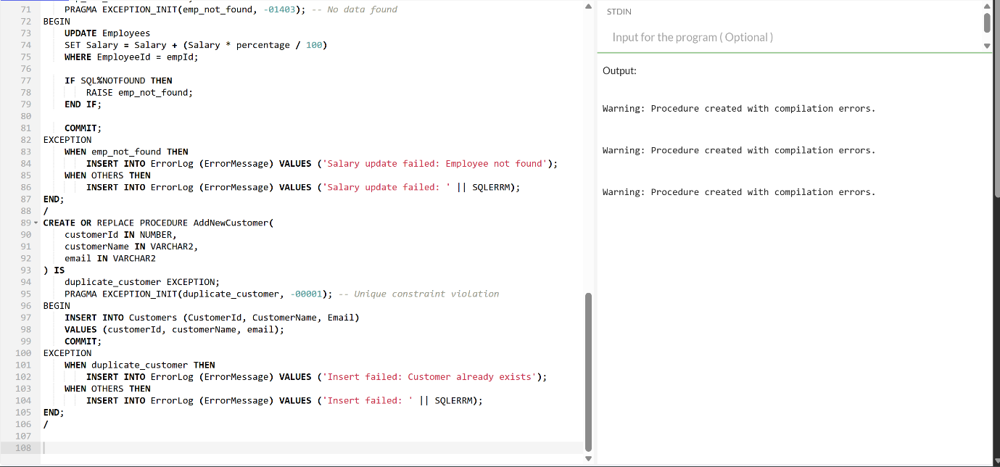 71 PRAGMA EXCEPTION_INIT(emp_not_found, -01403); -- No data found
72 BEGIN
73 UPDATE Employees
74 SET Salary = Salary + (Salary * percentage / 100)
75 WHERE EmployeeId = empId;
76
77 IF SQL%NOTFOUND THEN
78 RAISE emp_not_found;
79 END IF;
80
81 COMMIT;
82 EXCEPTION
83 WHEN emp_not_found THEN
84 INSERT INTO ErrorLog (ErrorMessage) VALUES ('Salary update failed: Employee not found');
85 WHEN OTHERS THEN
86 INSERT INTO ErrorLog (ErrorMessage) VALUES ('Salary update failed: ' || SQLERRM);
87 END;
88 /
89 CREATE OR REPLACE PROCEDURE AddNewCustomer(
90 customerId IN NUMBER,
91 customerName IN VARCHAR2,
92 email IN VARCHAR2
93 ) IS
94 duplicate_customer EXCEPTION;
95 PRAGMA EXCEPTION_INIT(duplicate_customer, -00001); -- Unique constraint violation
96 BEGIN
97 INSERT INTO Customers (CustomerId, CustomerName, Email)
98 VALUES (customerId, customerName, email);
99 COMMIT;
100 EXCEPTION
101 WHEN duplicate_customer THEN
102 INSERT INTO ErrorLog (ErrorMessage) VALUES ('Insert failed: Customer already exists');
103 WHEN OTHERS THEN
104 INSERT INTO ErrorLog (ErrorMessage) VALUES ('Insert failed: ' || SQLERRM);
105 END;
106 /
107
108
STDIN
Input for the program ( Optional )
Output:
Warning: Procedure created with compilation errors.
Warning: Procedure created with compilation errors.
Warning: Procedure created with compilation errors.